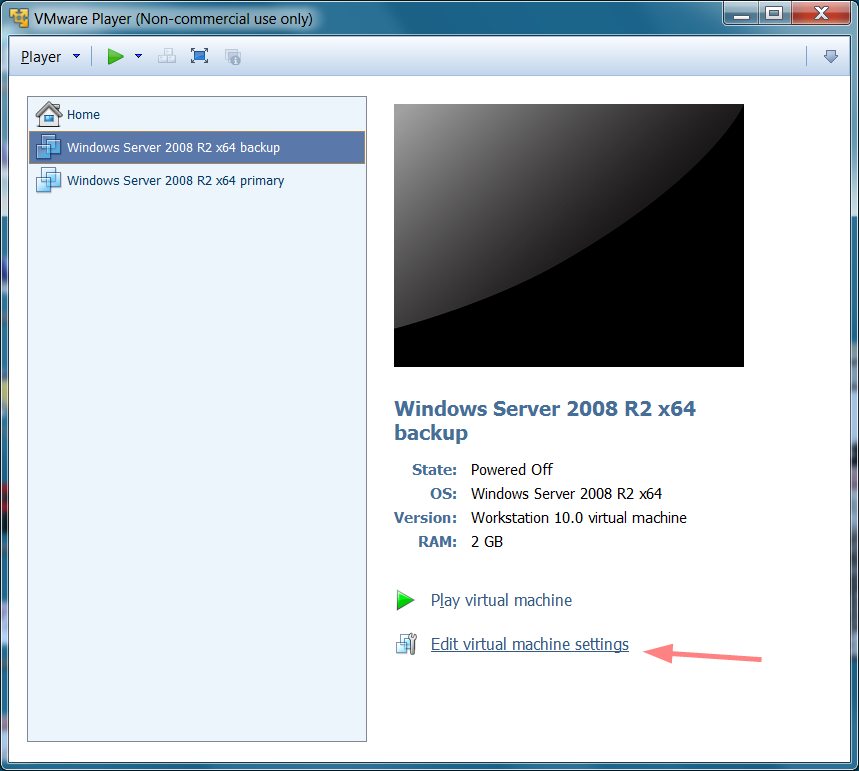 VMware Player (Non-commercial use only)
Player
Home
Windows Server 2008 R2 x64 backup
Windows Server 2008 R2 x64 primary
Windows Server 2008 R2 x64
backup
State: Powered Off
OS: Windows Server 2008 R2 x64
Version: Workstation 10.0 virtual machine
RAM: 2 GB
Play virtual machine
Edit virtual machine settings